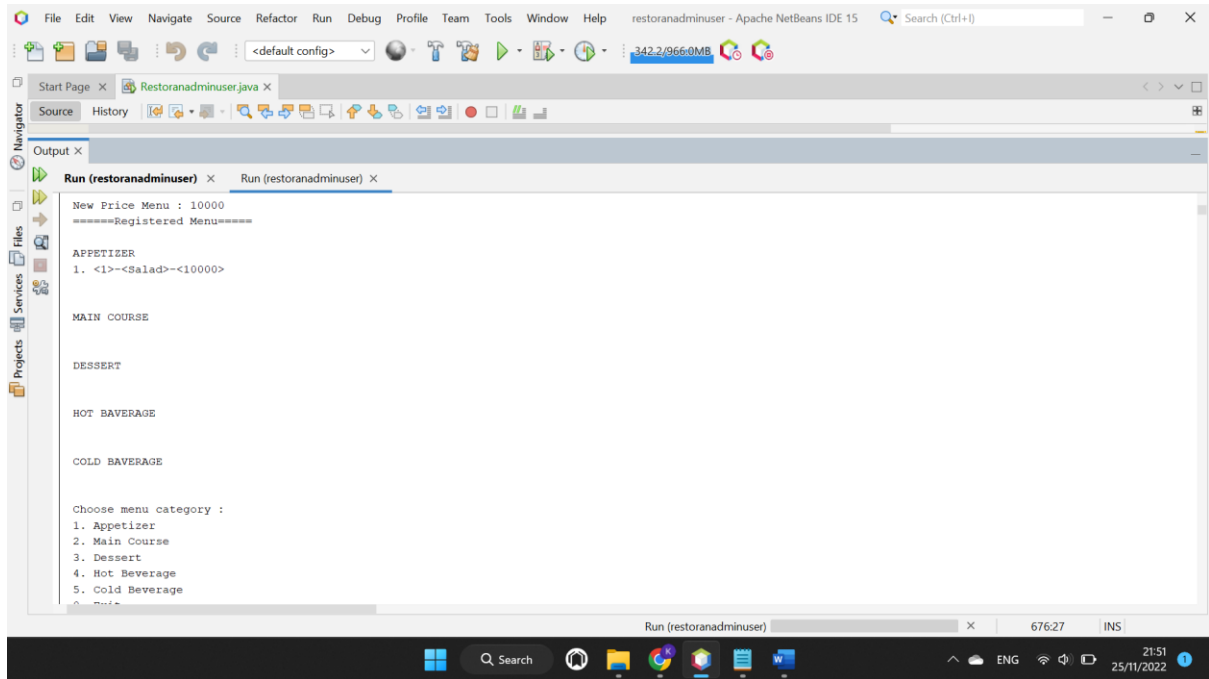 File Edit View Navigate Source Refactor Run Debug Profile Team Tools Window Help restoranadminuser - Apache NetBeans IDE 15 Search (Ctrl+I)
<default config> 342.2/966.0MB
Start Page Restoranadminuser.java
Source History
Navigator
Output
Run (restoranadminuser) Run (restoranadminuser)
New Price Menu : 10000
======Registered Menu=====
APPETIZER
1. <1>-<Salad>-<10000>
MAIN COURSE
DESSERT
HOT BAVERAGE
COLD BAVERAGE
Choose menu category :
1. Appetizer
2. Main Course
3. Dessert
4. Hot Beverage
5. Cold Beverage
Files
Services
Projects
Run (restoranadminuser) 676:27 INS
Search ENG 21:51
25/11/2022 1